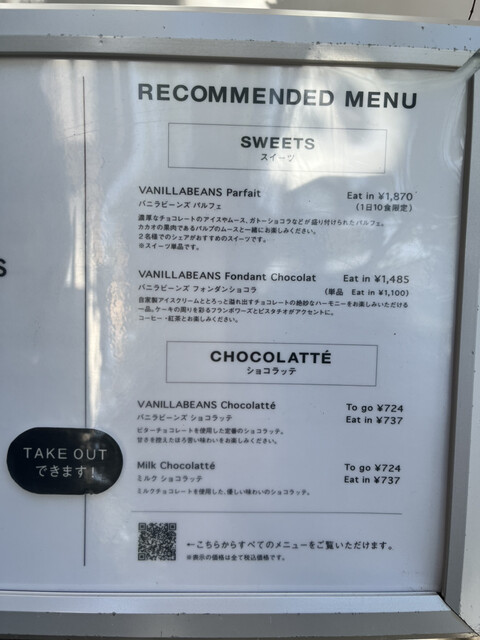 S
RECOMMENDED MENU
SWEETS
スイーツ
VANILLABEANS Parfait Eat in ¥1,870
バニラビーンズ パルフェ (1日10食限定)
濃厚なチョコレートのアイスやムース、ガトーショコラなどが盛り付けられたパルフェ。
カカオの果肉であるパルプのムースと一緒にお楽しみください。
2名様でのシェアがおすすめのスイーツです。
※スイーツ単品です。
VANILLABEANS Fondant Chocolat Eat in ¥1,485
バニラビーンズ フォンダンショコラ (単品 Eat in ¥1,100)
自家製アイスクリームととろっと溢れ出すチョコレートの絶妙なハーモニーをお楽しみいただける
一品。ケーキの周りを彩るフランボワーズとピスタチオがアクセントに。
コーヒー・紅茶とお楽しみください。
CHOCOLATTÉ
ショコラッテ
VANILLABEANS Chocolatté To go ¥724
バニラビーンズ ショコラッテ Eat in ¥737
ビターチョコレートを使用した定番のショコラッテ。
甘さを控えたほろ苦い味わいをお楽しみください。
Milk Chocolatté To go ¥724
ミルク ショコラッテ Eat in ¥737
ミルクチョコレートを使用した、優しい味わいのショコラッテ。
TAKE OUT
できます!
←こちらからすべてのメニューをご覧いただけます。
※表示の価格は全て税込価格です。